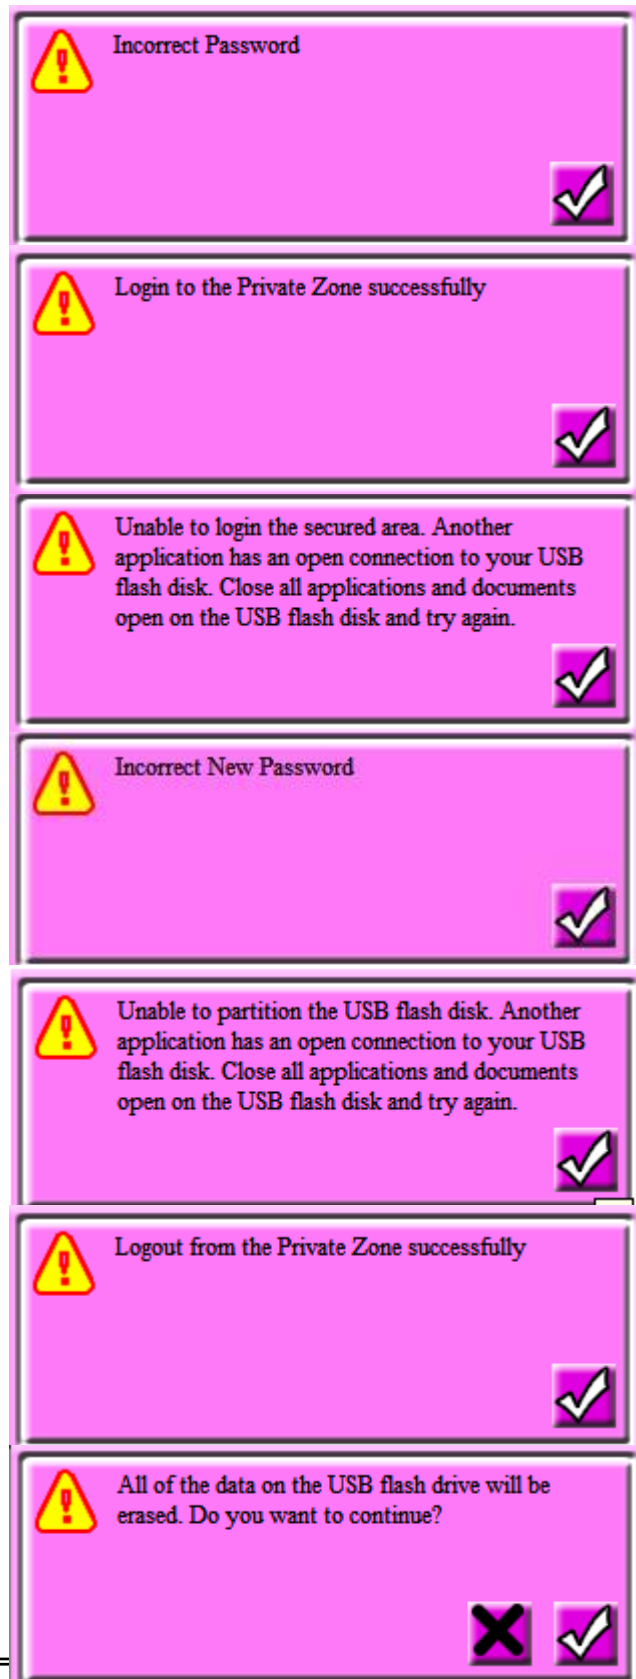 Incorrect Password
Login to the Private Zone successfully
Unable to login the secured area. Another
application has an open connection to your USB
flash disk. Close all applications and documents
open on the USB flash disk and try again.
Incorrect New Password
Unable to partition the USB flash disk. Another
application has an open connection to your USB
flash disk. Close all applications and documents
open on the USB flash disk and try again.
Logout from the Private Zone successfully
All of the data on the USB flash drive will be
erased. Do you want to continue?